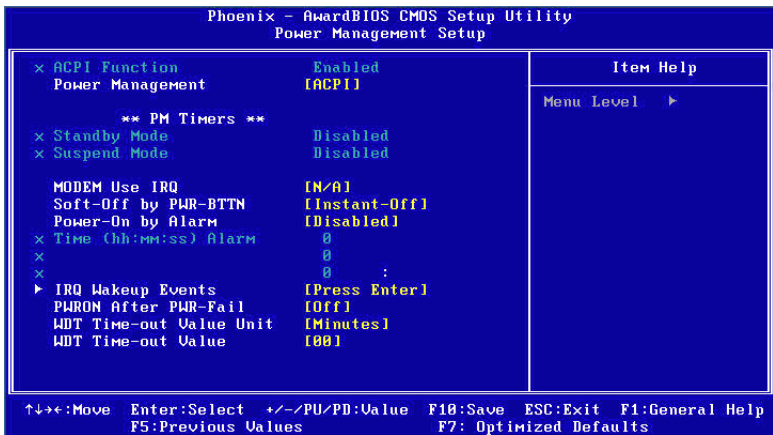 Phoenix - AwardBIOS CMOS Setup Utility
Power Management Setup
x ACPI Function Enabled
Power Management [ACPI]
** PM Timers **
x Standby Mode Disabled
x Suspend Mode Disabled
MODEM Use IRQ [N/A]
Soft-Off by PWR-BTTN [Instant-Off]
Power-On by Alarm [Disabled]
x Time (hh:mm:ss) Alarm 0
x 0
x 0 :
► IRQ Wakeup Events [Press Enter]
PWRON After PWR-Fail [Off]
WDT Time-out Value Unit [Minutes]
WDT Time-out Value [00]
Item Help
Menu Level ►
↑↓→←:Move Enter:Select +/-/PU/PD:Value F10:Save ESC:Exit F1:General Help
F5:Previous Values F7: Optimized Defaults